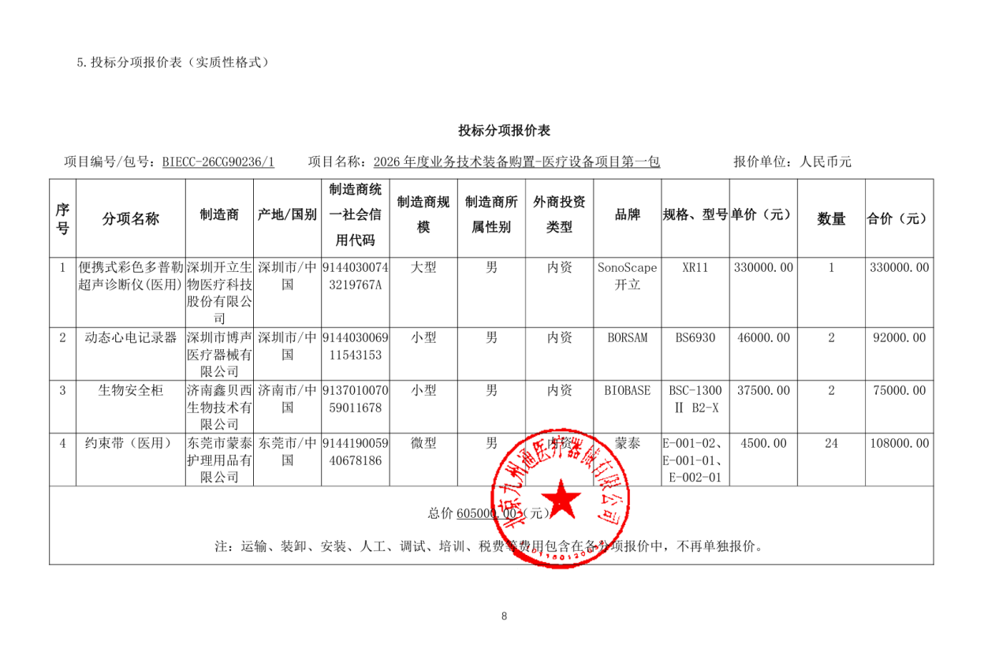 5.投标分项报价表（实质性格式）
投标分项报价表
项目编号/包号：BIECC-26CG90236/1 项目名称：2026 年度业务技术装备购置-医疗设备项目第一包 报价单位：人民币元
序号 分项名称 制造商 产地/国别 制造商统一社会信用代码 制造商规模 制造商所属性别 外商投资类型 品牌 规格、型号 单价（元） 数量 合价（元）
1 便携式彩色多普勒超声诊断仪(医用) 深圳开立生物医疗科技股份有限公司 深圳市/中国 91440300743219767A 大型 男 内资 SonoScape 开立 XR11 330000.00 1 330000.00
2 动态心电记录器 深圳市博声医疗器械有限公司 深圳市/中国 914403006911543153 小型 男 内资 BORSAM BS6930 46000.00 2 92000.00
3 生物安全柜 济南鑫贝西生物技术有限公司 济南市/中国 913701007059011678 小型 男 内资 BIOBASE BSC-1300 Ⅱ B2-X 37500.00 2 75000.00
4 约束带（医用） 东莞市蒙泰护理用品有限公司 东莞市/中国 914419005940678186 微型 男 内资 蒙泰 E-001-02、E-001-01、E-002-01 4500.00 24 108000.00
总价 605000.00（元）
注：运输、装卸、安装、人工、调试、培训、税费等费用包含在各分项报价中，不再单独报价。
北京九州通医疗器械有限公司
8